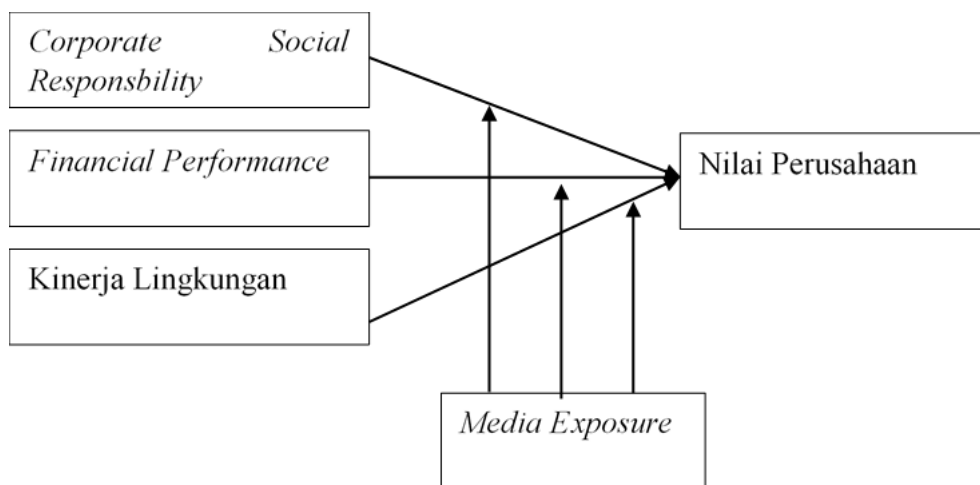 Corporate Social
Responsbility
Financial Performance
Nilai Perusahaan
Kinerja Lingkungan
Media Exposure